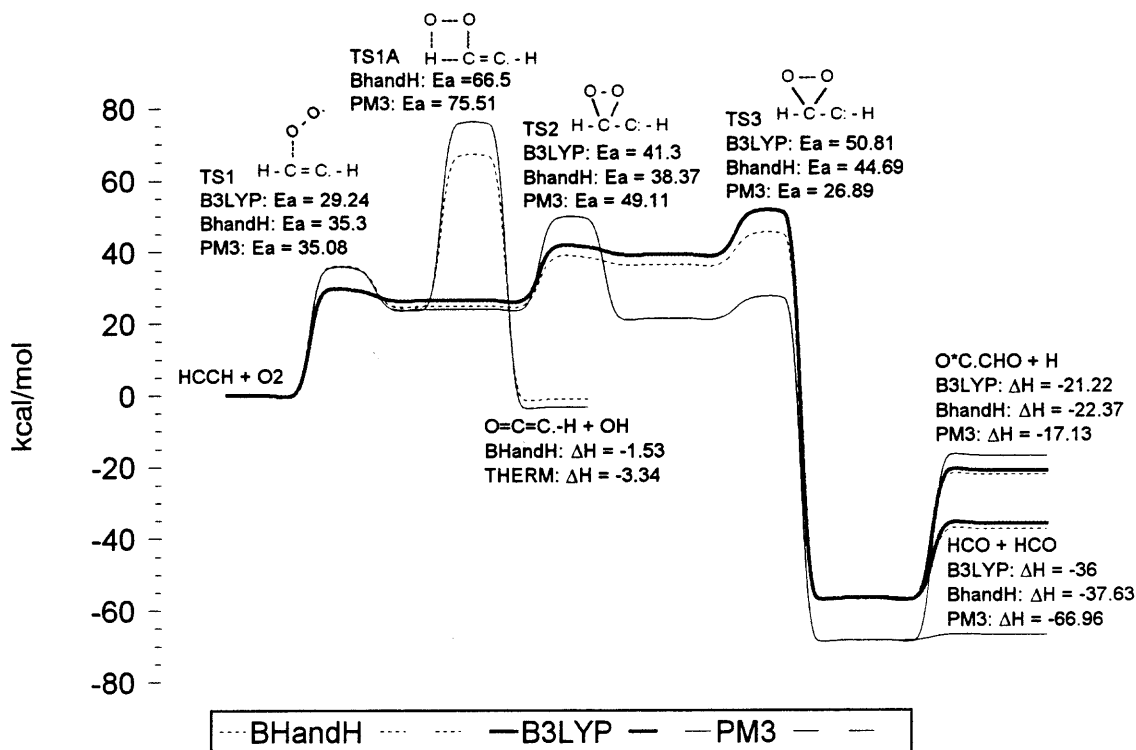 O---O
H---C=C.-H
TS1A
BhandH: Ea =66.5
PM3: Ea = 75.51
O·
O
H-C=C.-H
TS1
B3LYP: Ea = 29.24
BhandH: Ea = 35.3
PM3: Ea = 35.08
O O
H-C-C:-H
TS2
B3LYP: Ea = 41.3
BhandH: Ea = 38.37
PM3: Ea = 49.11
O-O
H-C-C:-H
TS3
B3LYP: Ea = 50.81
BhandH: Ea = 44.69
PM3: Ea = 26.89
80
60
40
20
0
-20
-40
-60
-80
kcal/mol
HCCH + O2
O=C=C.-H + OH
BHandH: ΔH = -1.53
THERM: ΔH = -3.34
O*C.CHO + H
B3LYP: ΔH = -21.22
BhandH: ΔH = -22.37
PM3: ΔH = -17.13
HCO + HCO
B3LYP: ΔH = -36
BhandH: ΔH = -37.63
PM3: ΔH = -66.96
BHandH B3LYP PM3